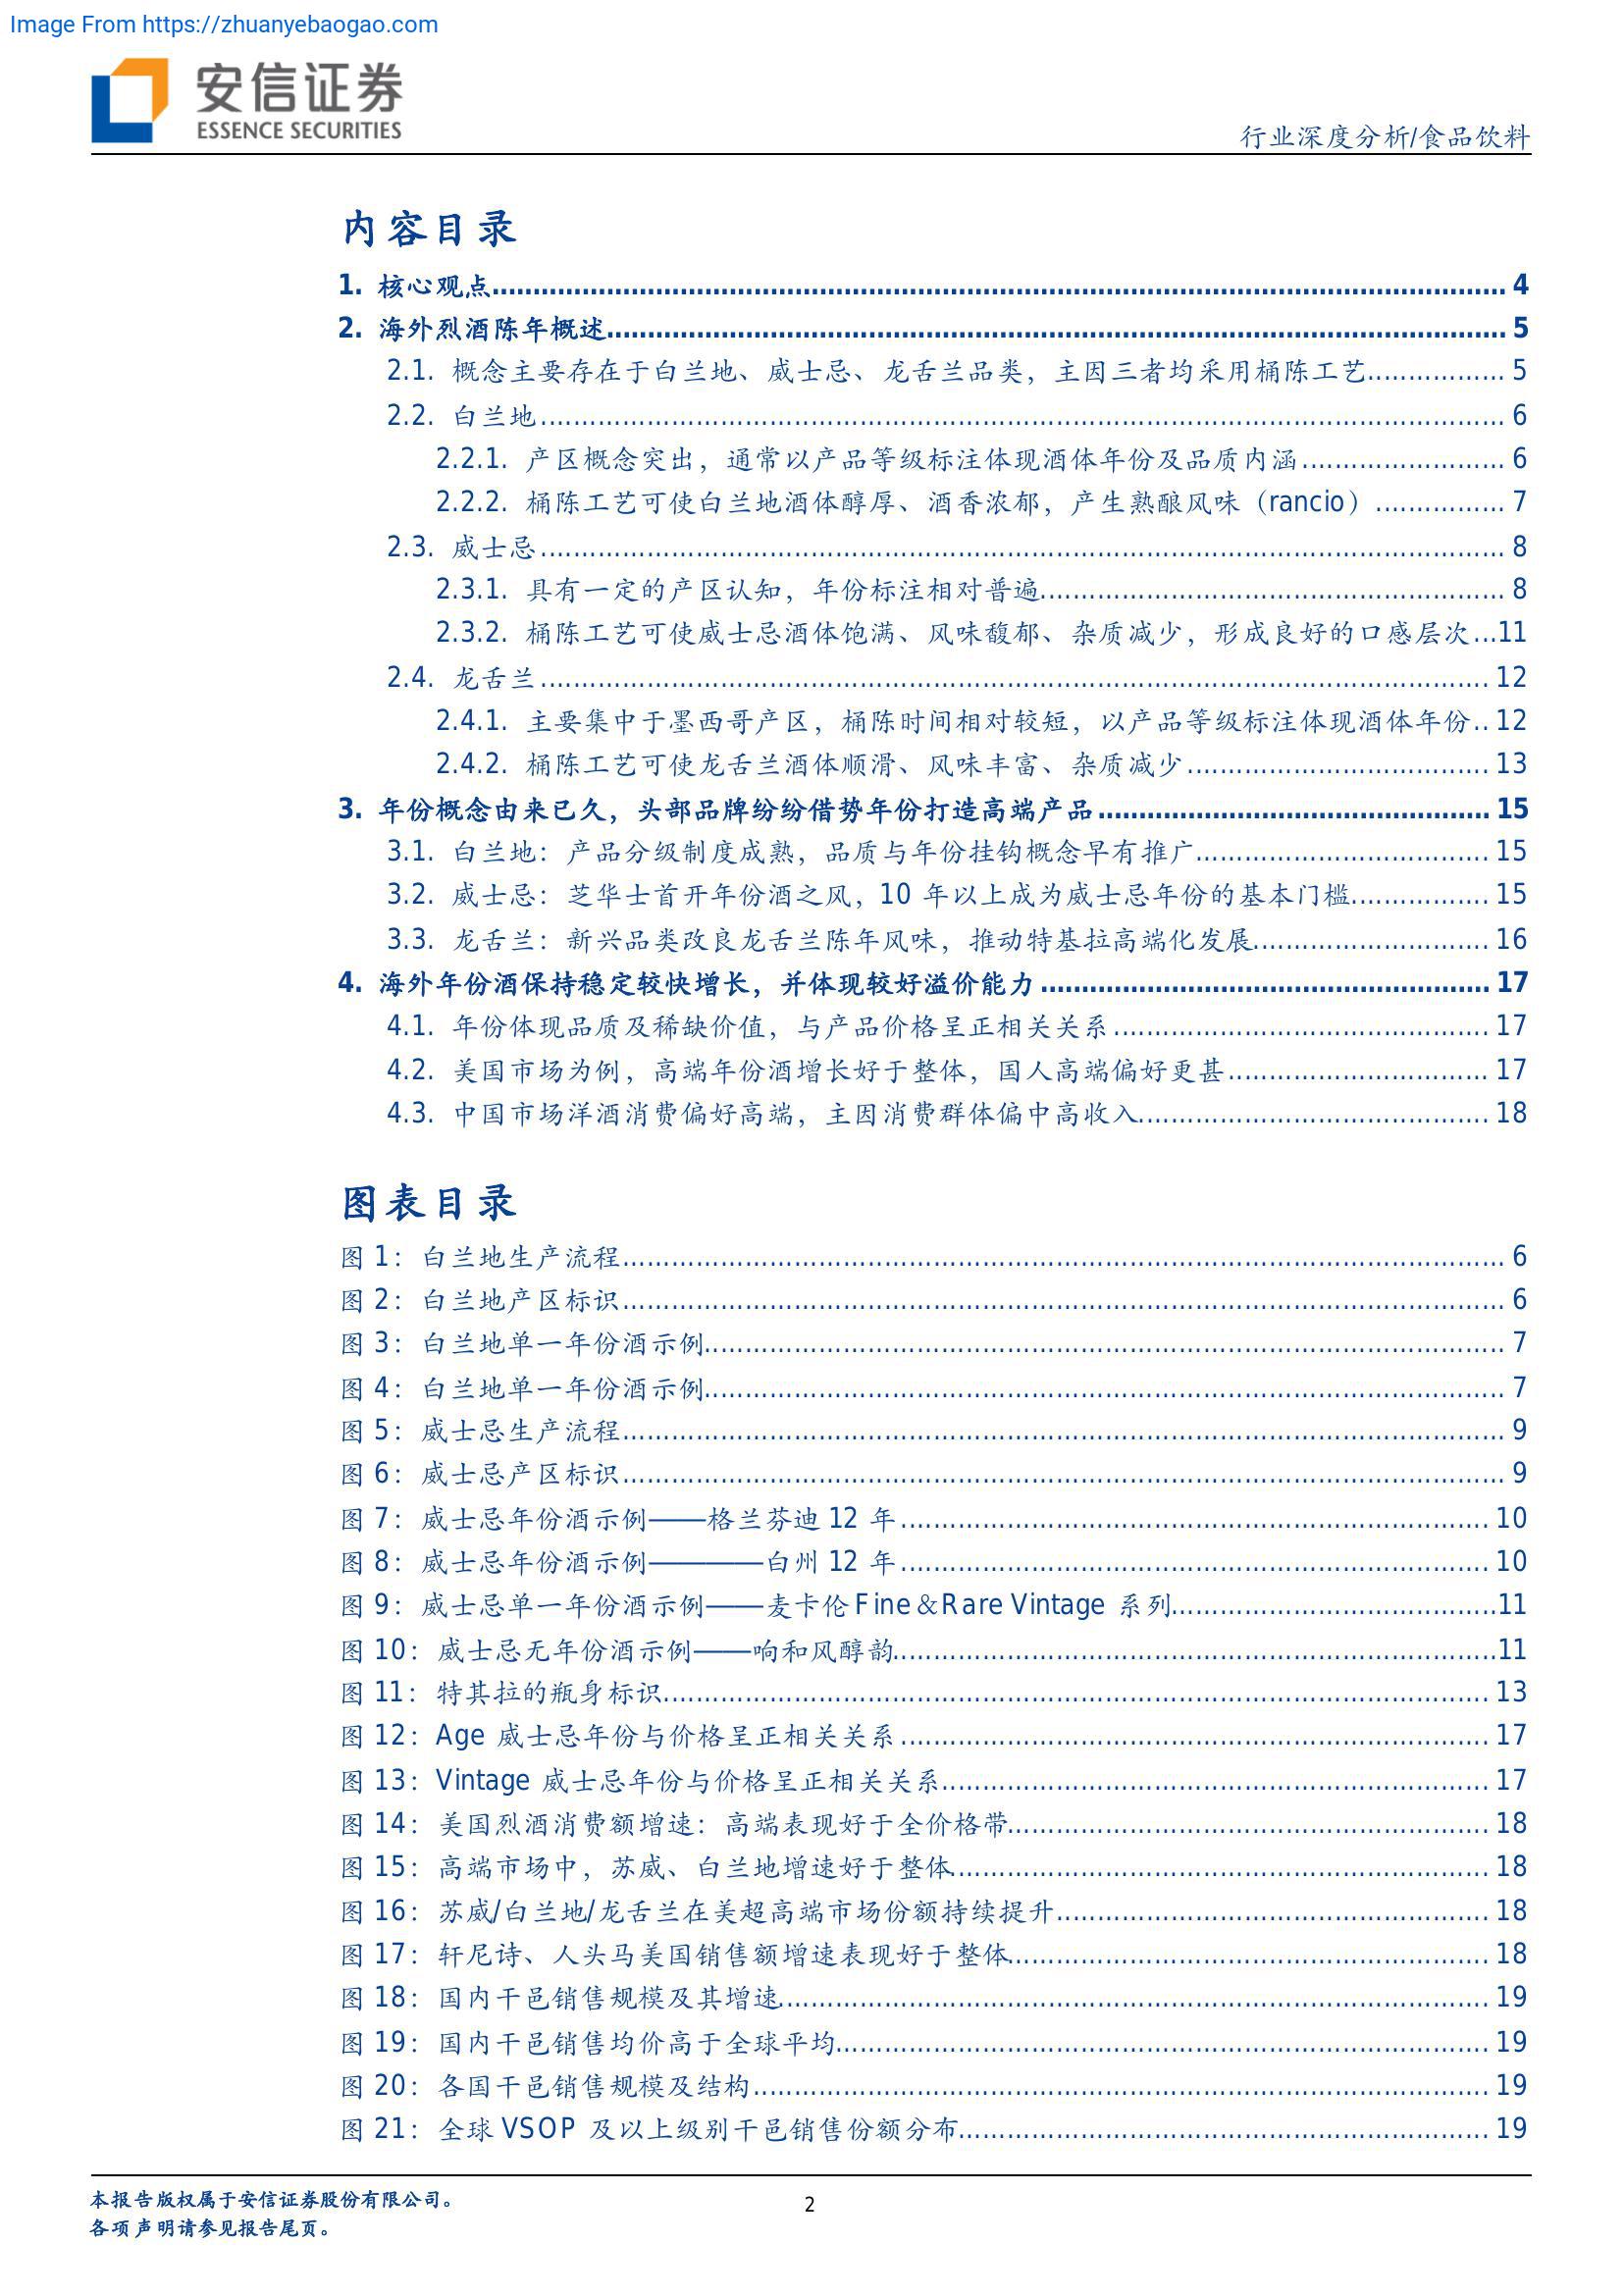 Image From https://zhuanyebaogao.com
安信证券
ESSENCE SECURITIES
行业深度分析/食品饮料
内容目录
1. 核心观点 4
2. 海外烈酒陈年概述 5
2.1. 概念主要存在于白兰地、威士忌、龙舌兰品类，主因三者均采用桶陈工艺 5
2.2. 白兰地 6
2.2.1. 产区概念突出，通常以产品等级标注体现酒体年份及品质内涵 6
2.2.2. 桶陈工艺可使白兰地酒体醇厚、酒香浓郁，产生熟酿风味（rancio） 7
2.3. 威士忌 8
2.3.1. 具有一定的产区认知，年份标注相对普遍 8
2.3.2. 桶陈工艺可使威士忌酒体饱满、风味馥郁、杂质减少，形成良好的口感层次 11
2.4. 龙舌兰 12
2.4.1. 主要集中于墨西哥产区，桶陈时间相对较短，以产品等级标注体现酒体年份 12
2.4.2. 桶陈工艺可使龙舌兰酒体顺滑、风味丰富、杂质减少 13
3. 年份概念由来已久，头部品牌纷纷借势年份打造高端产品 15
3.1. 白兰地：产品分级制度成熟，品质与年份挂钩概念早有推广 15
3.2. 威士忌：芝华士首开年份酒之风，10 年以上成为威士忌年份的基本门槛 15
3.3. 龙舌兰：新兴品类改良龙舌兰陈年风味，推动特基拉高端化发展 16
4. 海外年份酒保持稳定较快增长，并体现较好溢价能力 17
4.1. 年份体现品质及稀缺价值，与产品价格呈正相关关系 17
4.2. 美国市场为例，高端年份酒增长好于整体，国人高端偏好更甚 17
4.3. 中国市场洋酒消费偏好高端，主因消费群体偏中高收入 18
图表目录
图 1：白兰地生产流程 6
图 2：白兰地产区标识 6
图 3：白兰地单一年份酒示例 7
图 4：白兰地单一年份酒示例 7
图 5：威士忌生产流程 9
图 6：威士忌产区标识 9
图 7：威士忌年份酒示例——格兰芬迪 12 年 10
图 8：威士忌年份酒示例————白州 12 年 10
图 9：威士忌单一年份酒示例——麦卡伦 Fine＆Rare Vintage 系列 11
图 10：威士忌无年份酒示例——响和风醇韵 11
图 11：特其拉的瓶身标识 13
图 12：Age 威士忌年份与价格呈正相关关系 17
图 13：Vintage 威士忌年份与价格呈正相关关系 17
图 14：美国烈酒消费额增速：高端表现好于全价格带 18
图 15：高端市场中，苏威、白兰地增速好于整体 18
图 16：苏威/白兰地/龙舌兰在美超高端市场份额持续提升 18
图 17：轩尼诗、人头马美国销售额增速表现好于整体 18
图 18：国内干邑销售规模及其增速 19
图 19：国内干邑销售均价高于全球平均 19
图 20：各国干邑销售规模及结构 19
图 21：全球 VSOP 及以上级别干邑销售份额分布 19
本报告版权属于安信证券股份有限公司。
2
各项声明请参见报告尾页。